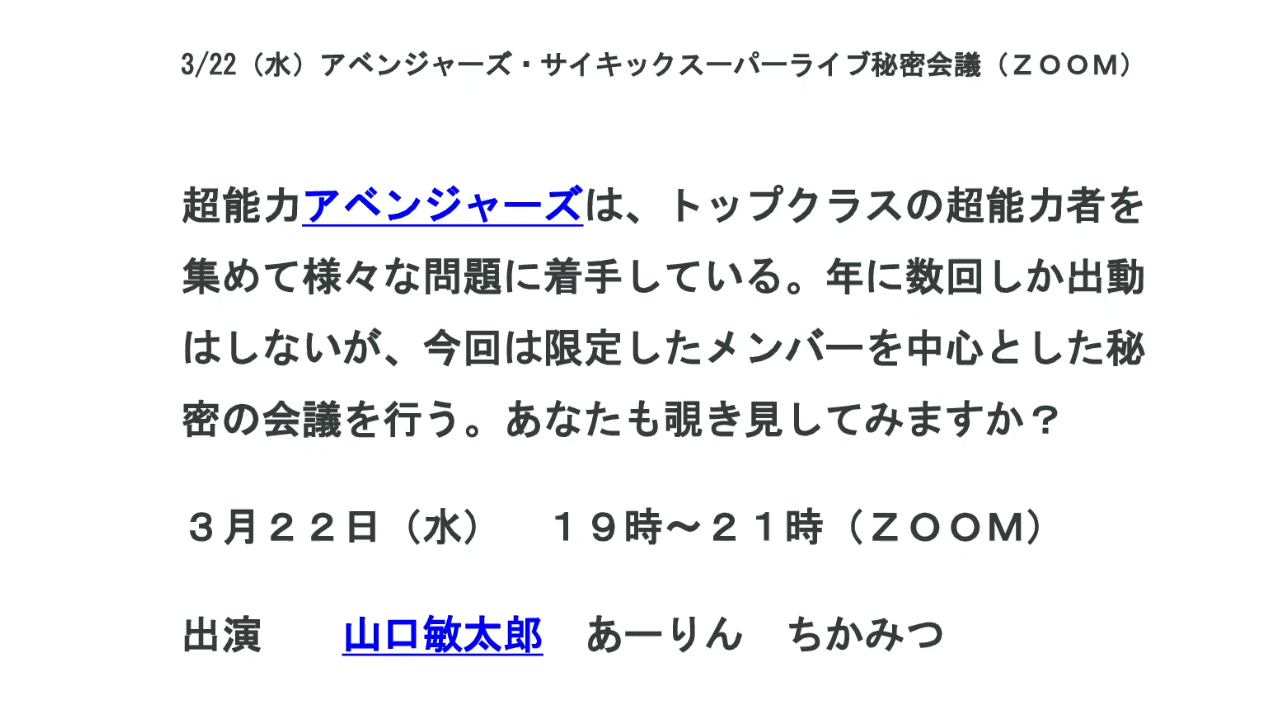 3/22（水）アベンジャーズ・サイキックスーパーライブ秘密会議（ＺＯＯＭ）
超能力アベンジャーズは、トップクラスの超能力者を
集めて様々な問題に着手している。年に数回しか出動
はしないが、今回は限定したメンバーを中心とした秘
密の会議を行う。あなたも覗き見してみますか？
３月２２日（水）　１９時～２１時（ＺＯＯＭ）
出演　　山口敏太郎　あーりん　ちかみつ